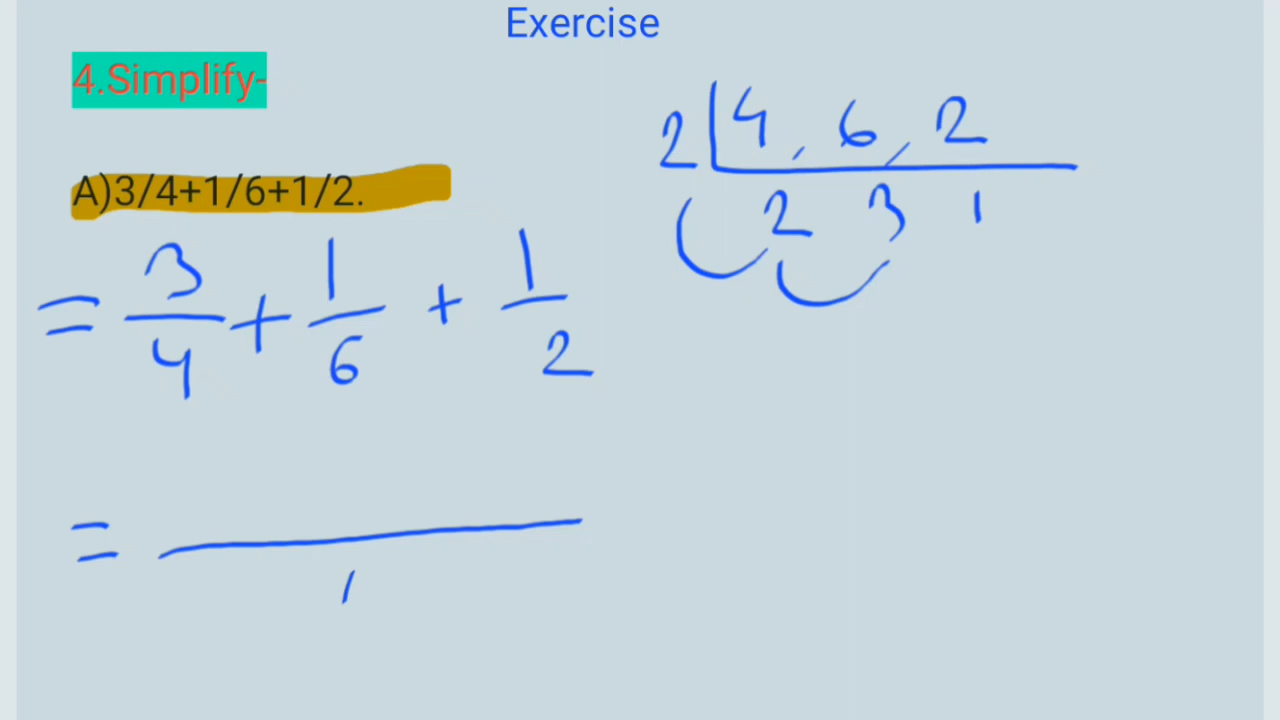 Exercise
4.Simplify-
2 | 4, 6, 2
2 3 1
A)3/4+1/6+1/2.
= 3/4 + 1/6 + 1/2
= /1